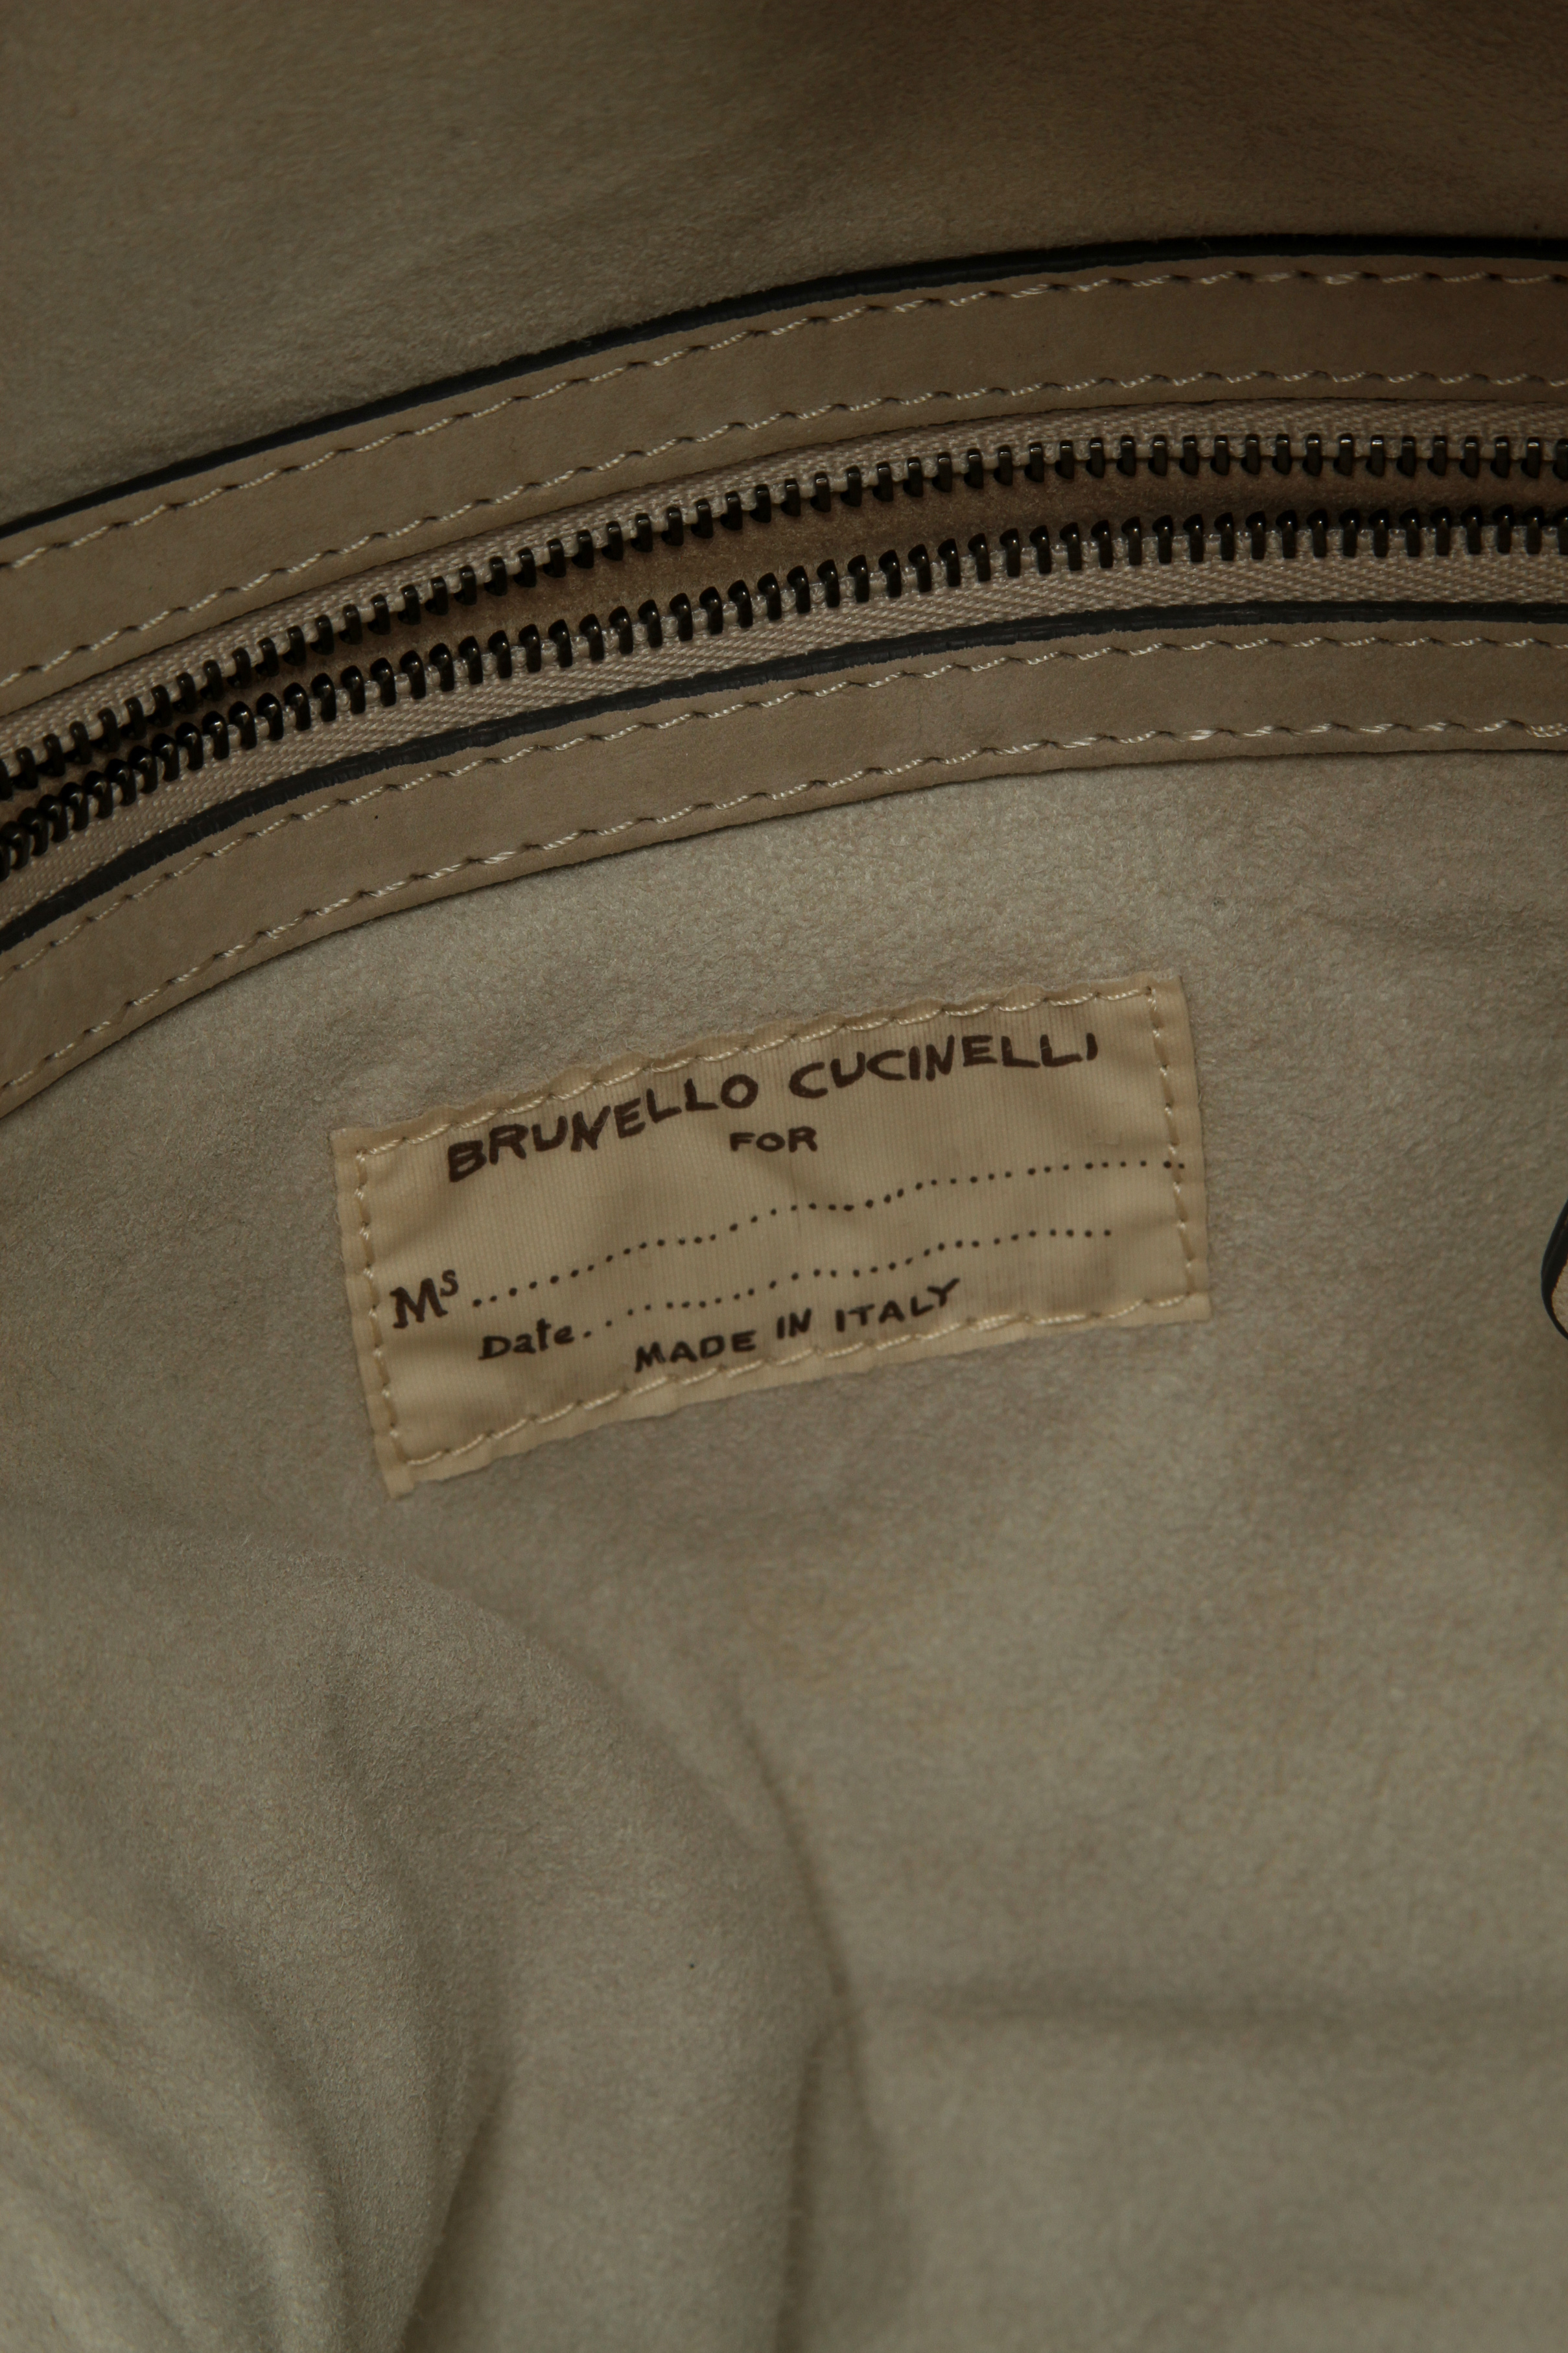 BRUNELLO CUCINELLI
FOR
Ms........................................
Date......................................
MADE IN ITALY